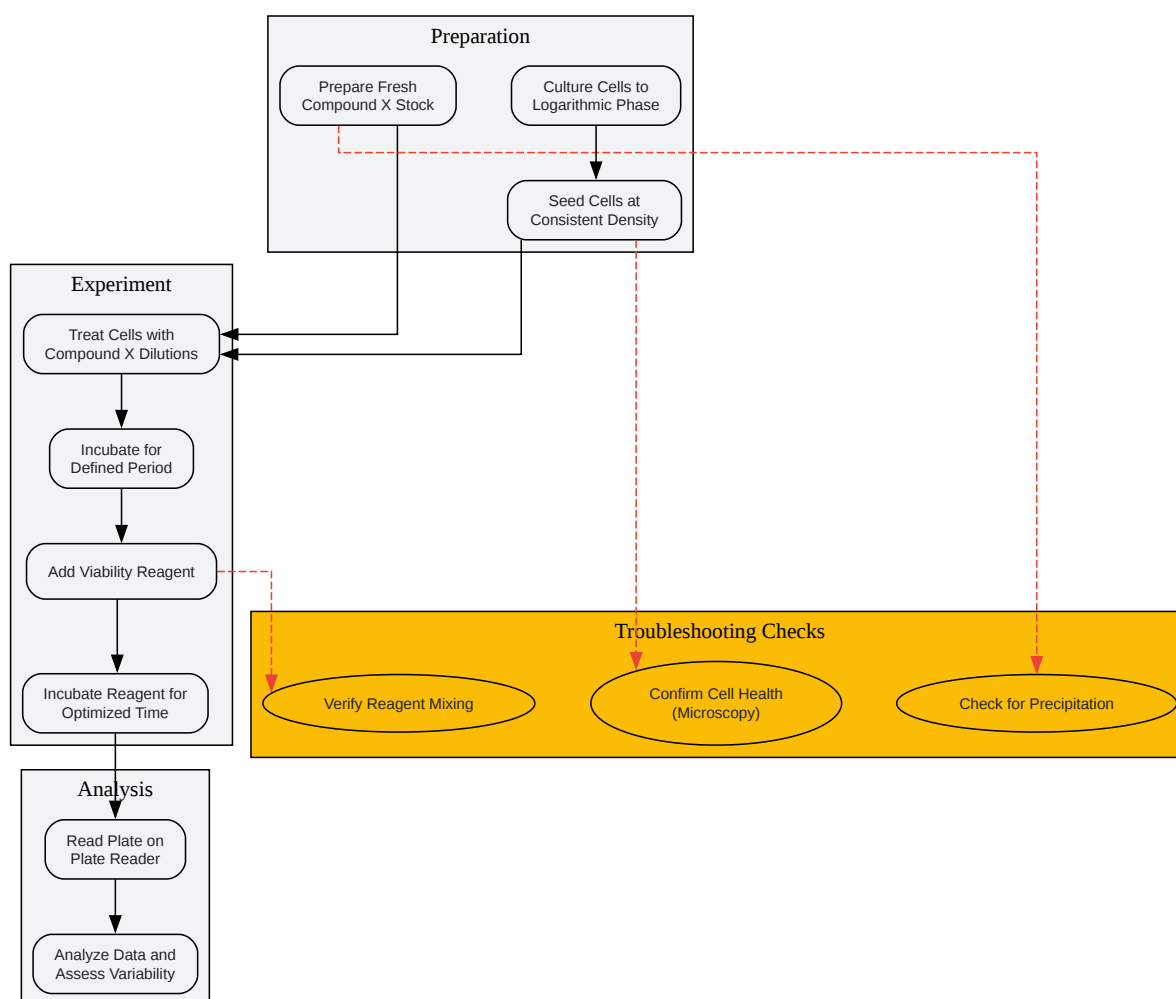 Preparation
Prepare Fresh
Compound X Stock
Culture Cells to
Logarithmic Phase
Seed Cells at
Consistent Density
Experiment
Treat Cells with
Compound X Dilutions
Incubate for
Defined Period
Add Viability Reagent
Incubate Reagent for
Optimized Time
Troubleshooting Checks
Verify Reagent Mixing
Confirm Cell Health
(Microscopy)
Check for Precipitation
Analysis
Read Plate on
Plate Reader
Analyze Data and
Assess Variability